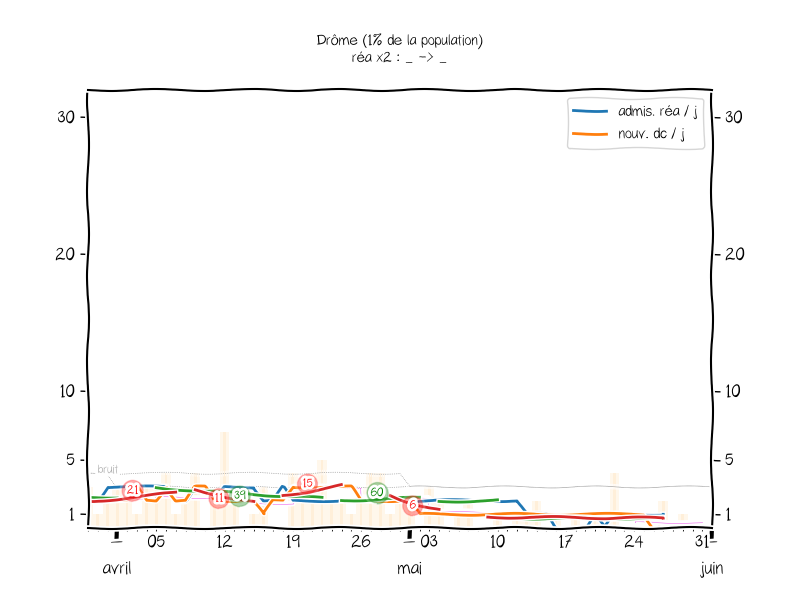 Drôme (1% de la population)
réa x2 : _ -> _
30 30
admis. réa / j
nouv. dc / j
20 20
10 10
5 5
bruit
21 11 39 15 60 6
1 1
05 12 19 26 03 10 17 24 31
avril mai juin